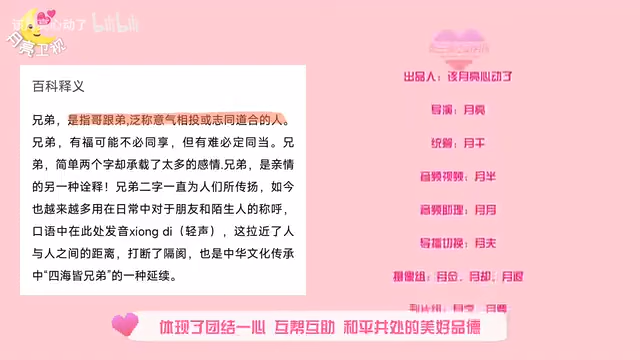 月亮卫视
bilibili
百科释义
兄弟，是指哥跟弟,泛称意气相投或志同道合的人。
兄弟，有福可能不必同享，但有难必定同当。兄
弟，简单两个字却承载了太多的感情.兄弟，是亲情
的另一种诠释！兄弟二字一直为人们所传扬，如今
也越来越多用在日常中对于朋友和陌生人的称呼，
口语中在此处发音xiong di（轻声），这拉近了人
与人之间的距离，打断了隔阂，也是中华文化传承
中“四海皆兄弟”的一种延续。
出品人：该月亮心动了
导演：月亮
统筹：月干
音频视频：月半
音频助理：月月
导播切换：月夫
摄像组：月佥、月却、月退
体现了团结一心 互帮互助 和平共处的美好品德